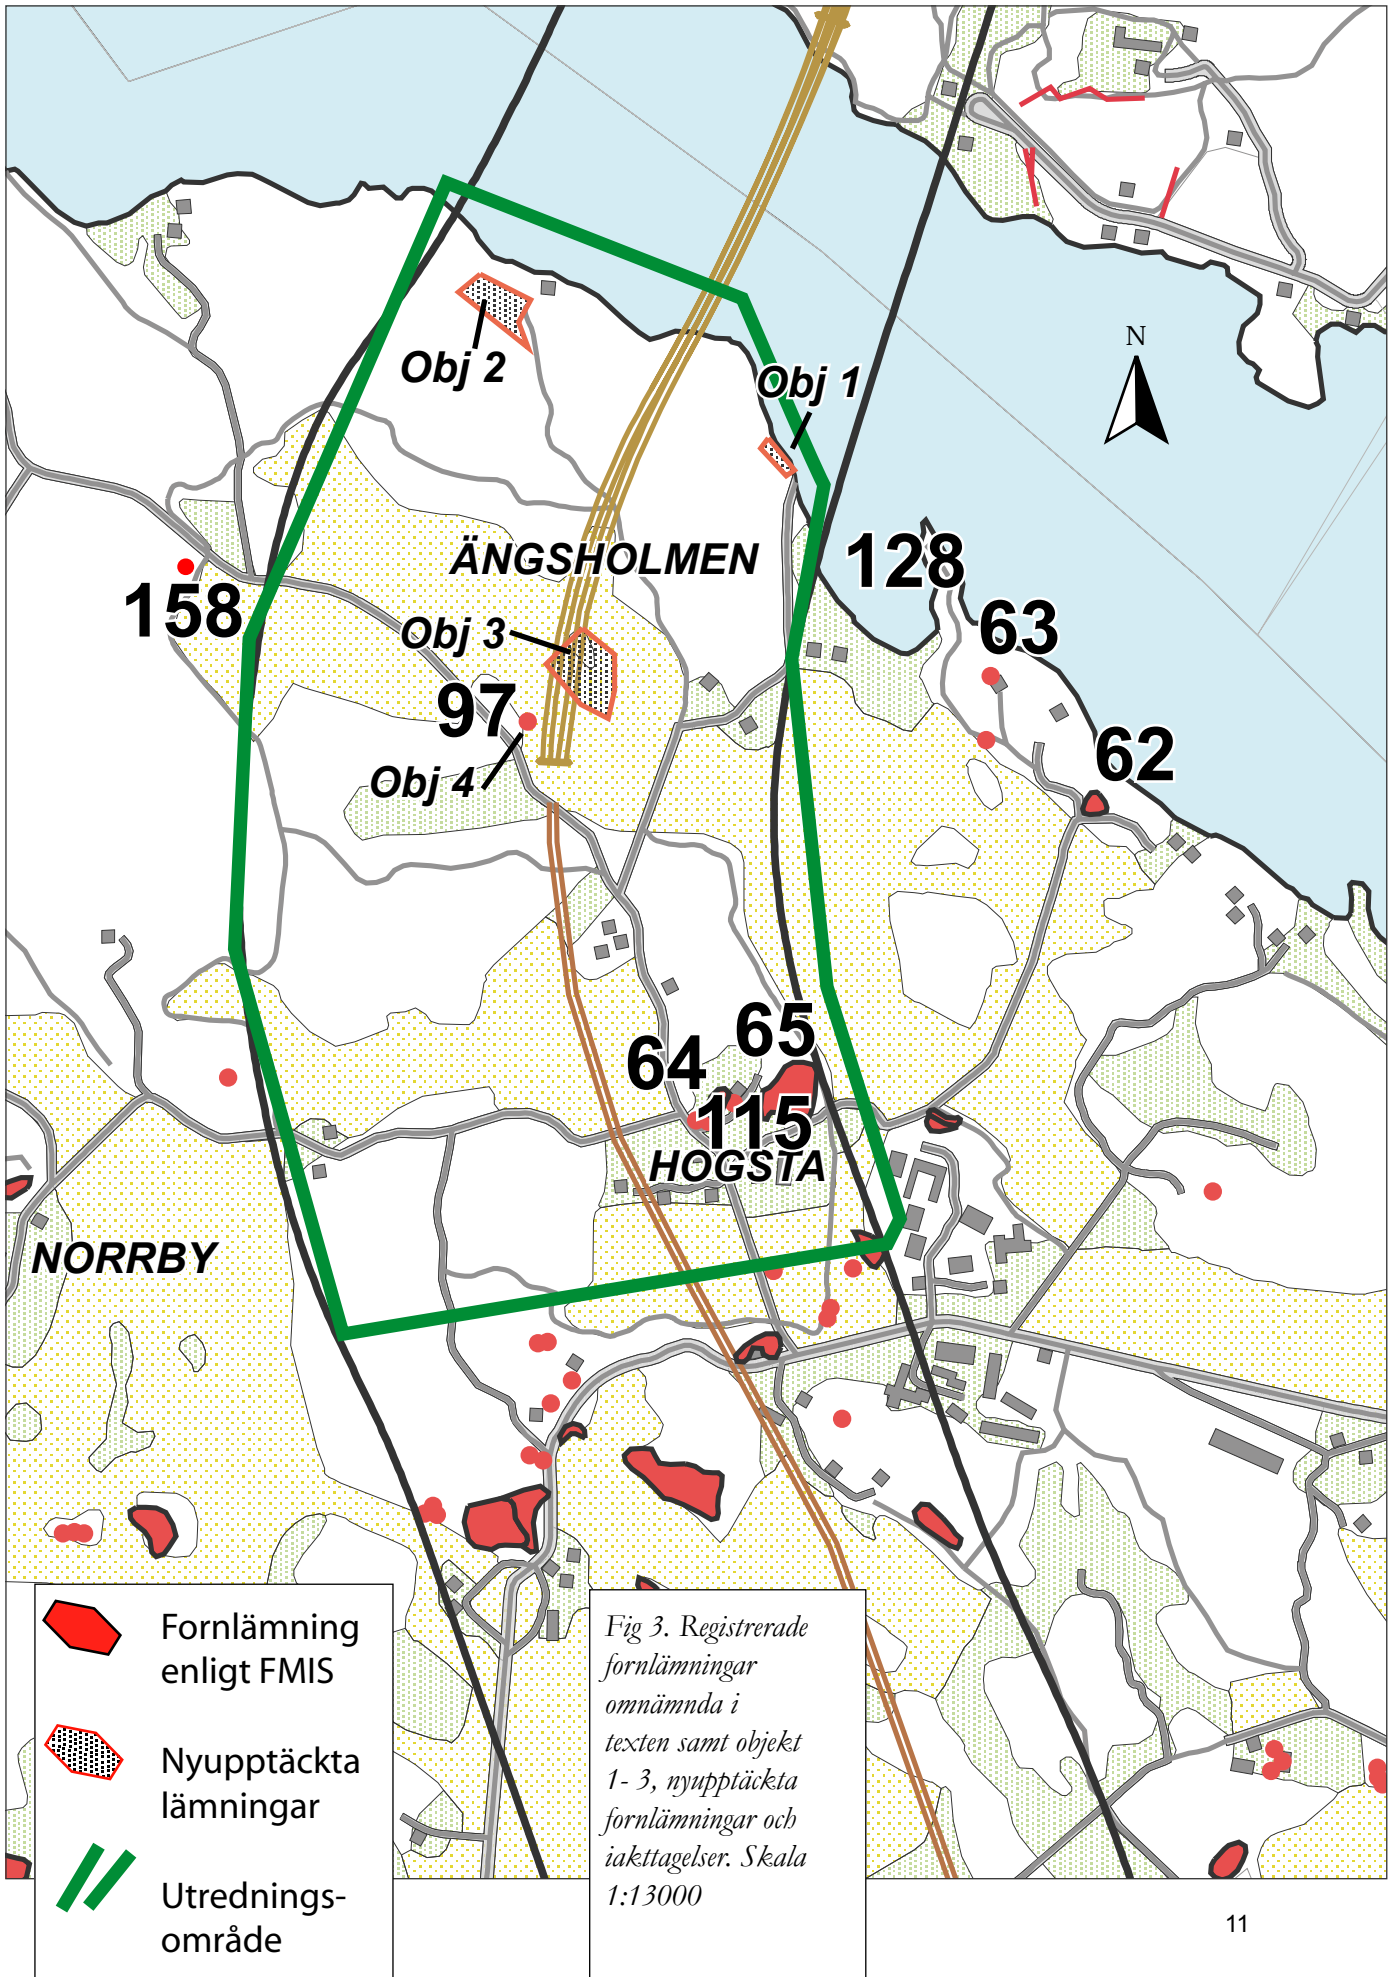 N
Obj 2
Obj 1
ÄNGSHOLMEN
128
158
63
Obj 3
97
62
Obj 4
65
64
115
HOGSTA
NORRBY
Fornlämning
enligt FMIS
Nyupptäckta
lämningar
Utrednings-
område
Fig 3. Registrerade
fornlämningar
omnämnda i
texten samt objekt
1- 3, nyupptäckta
fornlämningar och
iakttagelser. Skala
1:13000
11